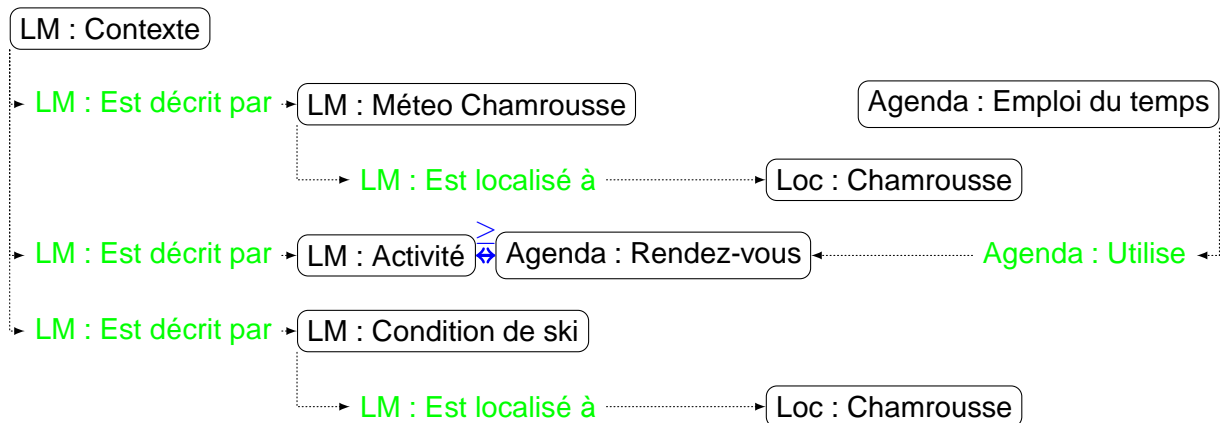 LM : Contexte
LM : Est décrit par LM : Méteo Chamrousse Agenda : Emploi du temps
LM : Est localisé à Loc : Chamrousse
≥
LM : Est décrit par LM : Activité Agenda : Rendez-vous Agenda : Utilise
LM : Est décrit par LM : Condition de ski
LM : Est localisé à Loc : Chamrousse